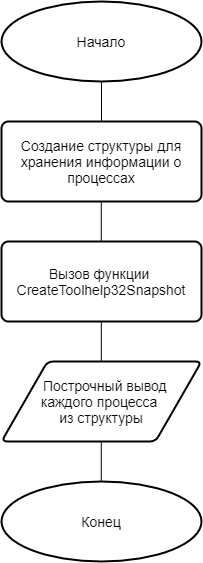 Начало
Создание структуры для
хранения информации о
процессах
Вызов функции
CreateToolhelp32Snapshot
Построчный вывод
каждого процесса
из структуры
Конец